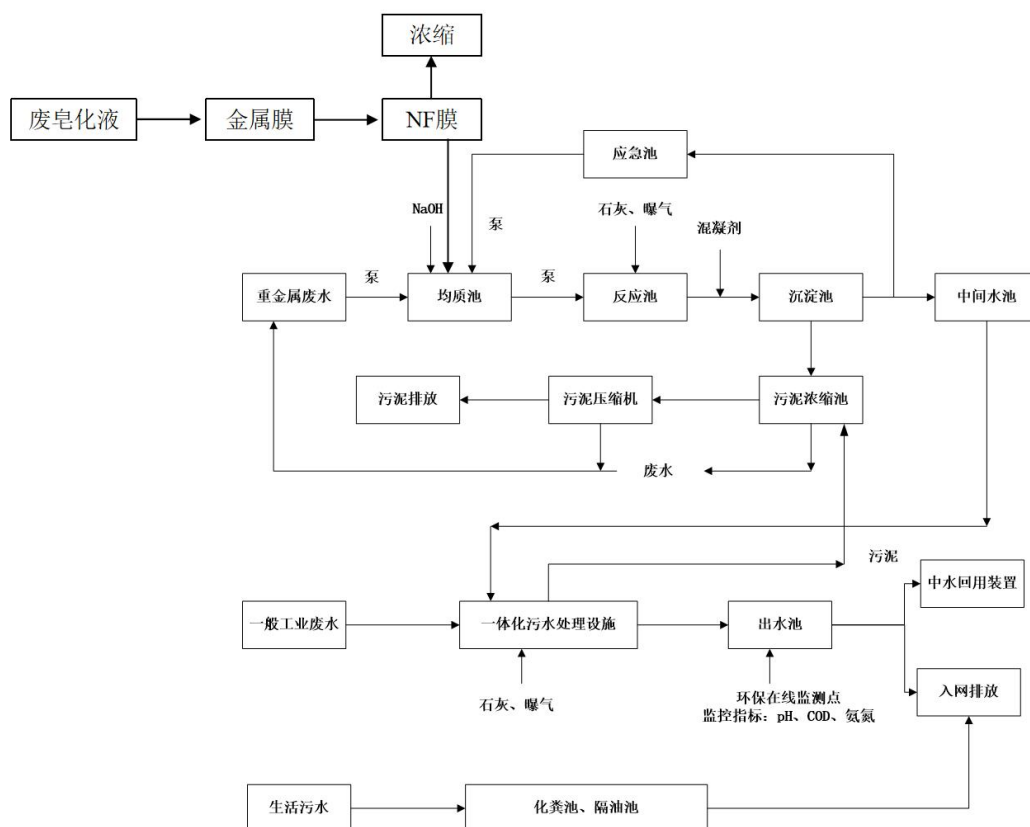 浓缩
废皂化液
金属膜
NF膜
应急池
NaOH
泵
石灰、曝气
混凝剂
重金属废水
泵
均质池
泵
反应池
沉淀池
中间水池
污泥排放
污泥压缩机
污泥浓缩池
废水
污泥
中水回用装置
一般工业废水
一体化污水处理设施
出水池
石灰、曝气
环保在线监测点
监控指标：pH、COD、氨氮
入网排放
生活污水
化粪池、隔油池